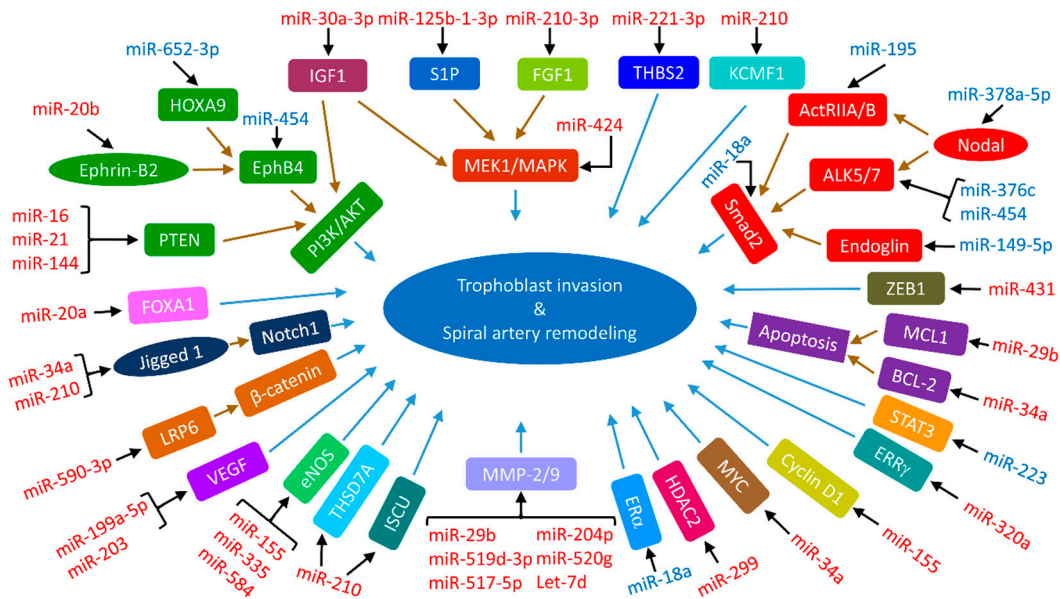 miR-30a-3p miR-125b-1-3p miR-210-3p miR-221-3p miR-210
miR-652-3p
miR-195
IGF1
S1P
FGF1
THBS2
KCMF1
miR-378a-5p
HOXA9
ActRIIA/B
miR-20b
miR-454
miR-424
Nodal
Ephrin-B2
EphB4
MEK1/MAPK
miR-18a
ALK5/7
miR-376c
miR-454
miR-16
miR-21
miR-144
PTEN
PI3K/AKT
Smad2
Endoglin
miR-149-5p
Trophoblast invasion
&
Spiral artery remodeling
miR-20a
FOXA1
ZEB1
miR-431
Jigged 1
Notch1
Apoptosis
MCL1
miR-29b
miR-34a
miR-210
BCL-2
miR-34a
LRP6
β-catenin
STAT3
miR-223
miR-590-3p
VEGF
eNOS
THSD7A
ISCU
MMP-2/9
ERα
HDAC2
MYC
Cyclin D1
ERRγ
miR-320a
miR-199a-5p
miR-203
miR-155
miR-335
miR-584
miR-210
miR-29b miR-204p
miR-519d-3p miR-520g
miR-517-5p Let-7d
miR-18a
miR-299
miR-34a
miR-155